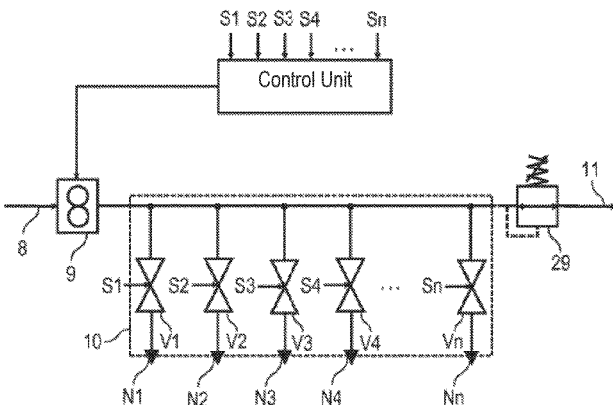 S1 S2 S3 S4 ... Sn
Control Unit
11
8
9
29
S1 S2 S3 S4 ... Sn
10 V1 V2 V3 V4 Vn
N1 N2 N3 N4 Nn